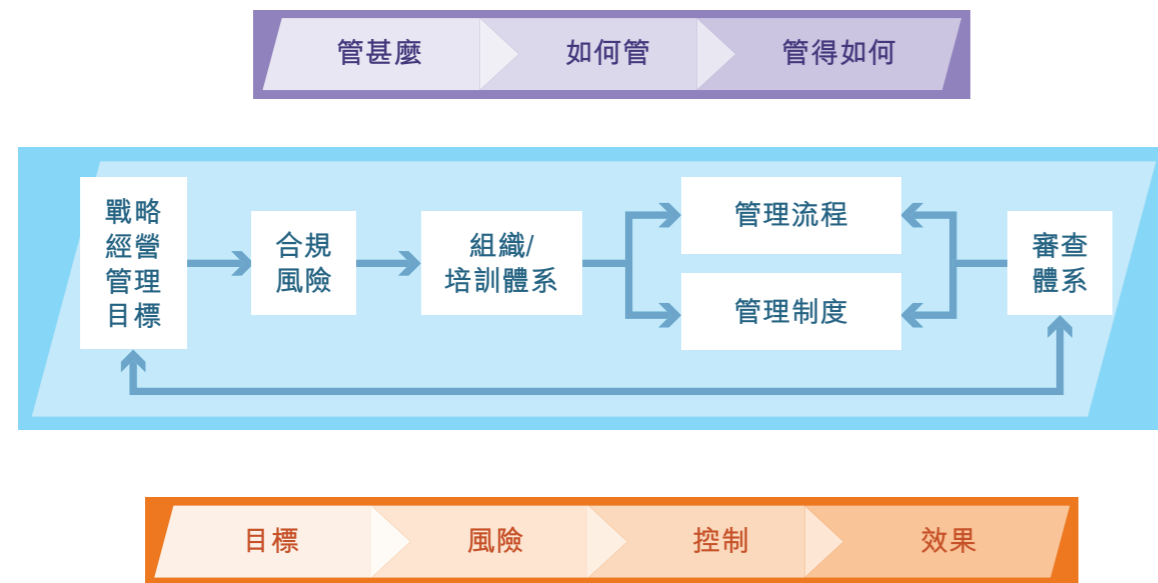 管甚麼
如何管
管得如何
戰略
經營
管理
目標
合規
風險
組織/
培訓體系
管理流程
管理制度
審查
體系
目標
風險
控制
效果